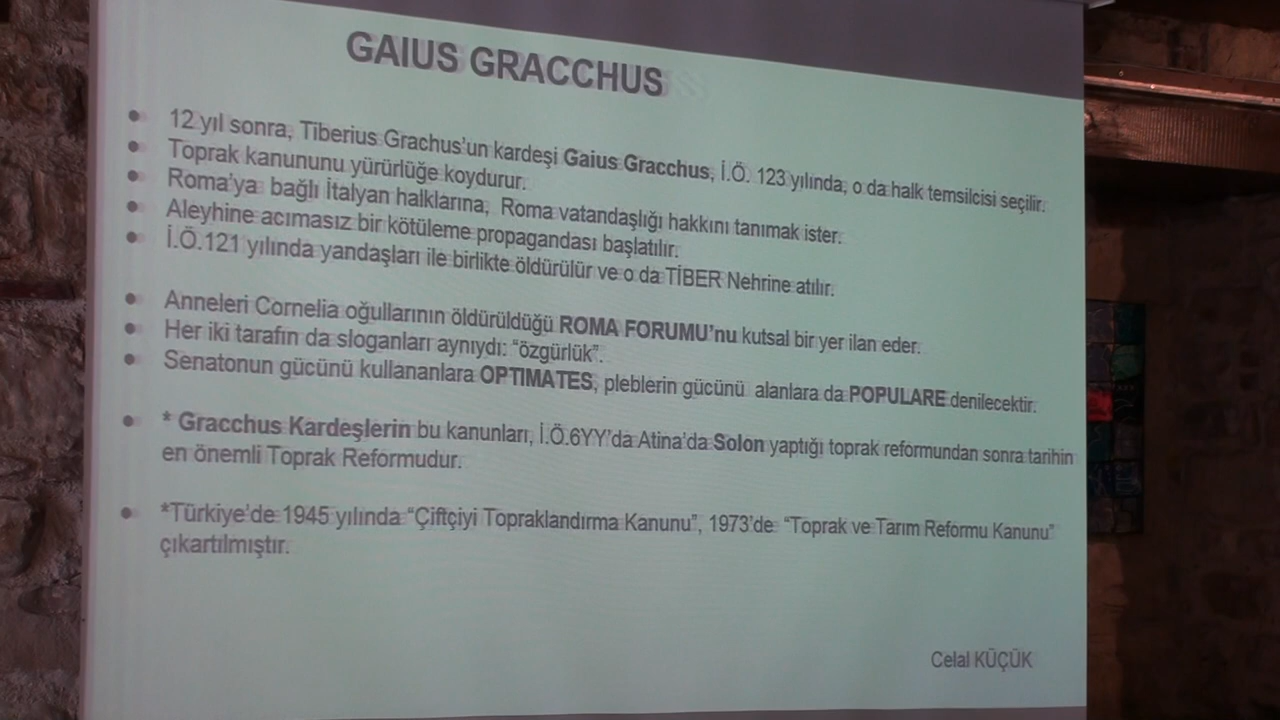 GAIUS GRACCHUS
• 12 yıl sonra, Tiberius Grachus'un kardeşi Gaius Gracchus, İ.Ö. 123 yılında, o da halk temsilcisi seçilir.
• Toprak kanununu yürürlüğe koydurur.
• Roma'ya bağlı İtalyan halklarına, Roma vatandaşlığı hakkını tanımak ister.
• Aleyhine acımasız bir kötüleme propagandası başlatılır.
• İ.Ö.121 yılında yandaşları ile birlikte öldürülür ve o da TİBER Nehrine atılır.
• Anneleri Cornelia oğullarının öldürüldüğü ROMA FORUMU'nu kutsal bir yer ilan eder.
• Her iki tarafın da sloganları aynıydı: “özgürlük”.
• Senatonun gücünü kullananlara OPTIMATES, pleblerin gücünü alanlara da POPULARE denilecektir.
• * Gracchus Kardeşlerin bu kanunları, İ.Ö.6YY'da Atina'da Solon yaptığı toprak reformundan sonra tarihin
en önemli Toprak Reformudur.
• *Türkiye'de 1945 yılında “Çiftçiyi Topraklandırma Kanunu”, 1973'de “Toprak ve Tarım Reformu Kanunu”
çıkartılmıştır.
Celal KÜÇÜK